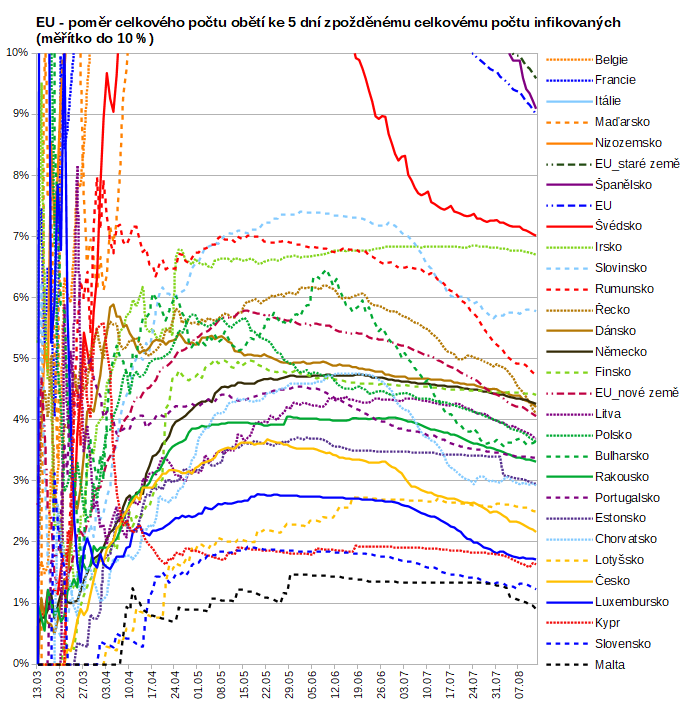 EU - poměr celkového počtu obětí ke 5 dní zpožděnému celkovému počtu infikovaných
(měřítko do 10 %)
10%
9%
8%
7%
6%
5%
4%
3%
2%
1%
0%
13.03
20.03
27.03
03.04
10.04
17.04
24.04
01.05
08.05
15.05
22.05
29.05
05.06
12.06
19.06
26.06
03.07
10.07
17.07
24.07
31.07
07.08
Belgie
Francie
Itálie
Maďarsko
Nizozemsko
EU_staré země
Španělsko
EU
Švédsko
Irsko
Slovinsko
Rumunsko
Řecko
Dánsko
Německo
Finsko
EU_nové země
Litva
Polsko
Bulharsko
Rakousko
Portugalsko
Estonsko
Chorvatsko
Lotyšsko
Česko
Luxembursko
Kypr
Slovensko
Malta